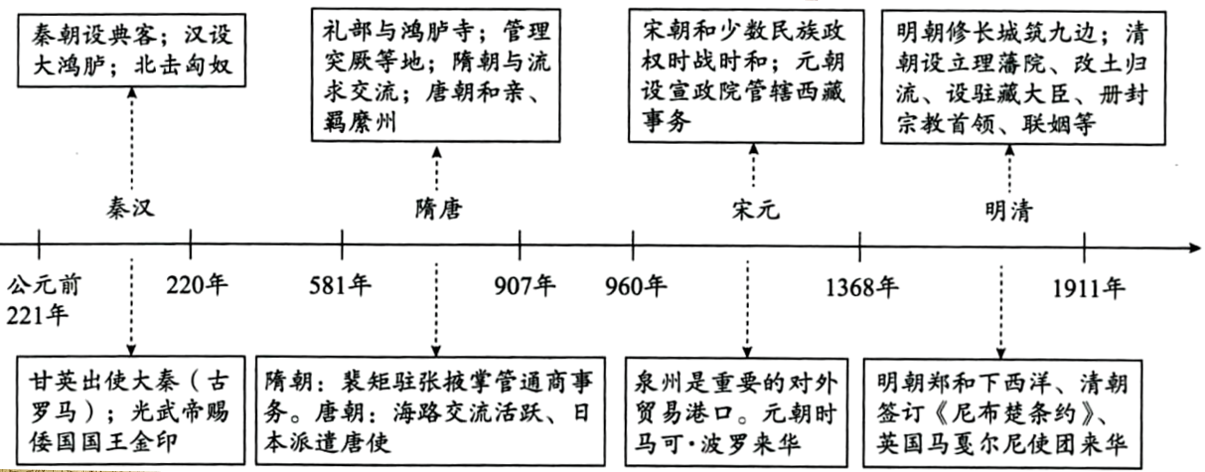 秦朝设典客；汉设
大鸿胪；北击匈奴
礼部与鸿胪寺；管理
突厥等地；隋朝与流
求交流；唐朝和亲、
羁縻州
宋朝和少数民族政
权时战时和；元朝
设宣政院管辖西藏
事务
明朝修长城筑九边；清
朝设立理藩院、改土归
流、设驻藏大臣、册封
宗教首领、联姻等
秦汉
隋唐
宋元
明清
公元前
221年
220年
581年
907年
960年
1368年
1911年
甘英出使大秦（古
罗马）；光武帝赐
倭国国王金印
隋朝：裴矩驻张掖掌管通商事
务。唐朝：海路交流活跃、日
本派遣唐使
泉州是重要的对外
贸易港口。元朝时
马可·波罗来华
明朝郑和下西洋、清朝
签订《尼布楚条约》、
英国马戛尔尼使团来华